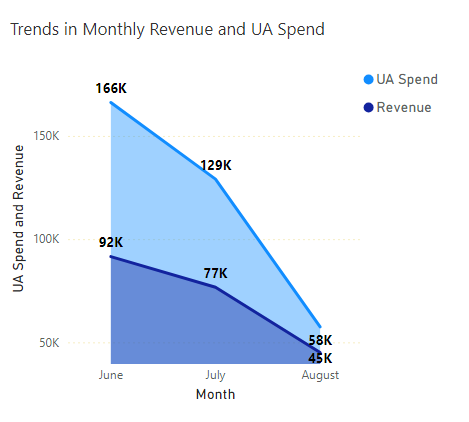 Trends in Monthly Revenue and UA Spend
UA Spend
Revenue
UA Spend and Revenue
150K
100K
50K
166K
129K
92K
77K
58K
45K
June
July
August
Month